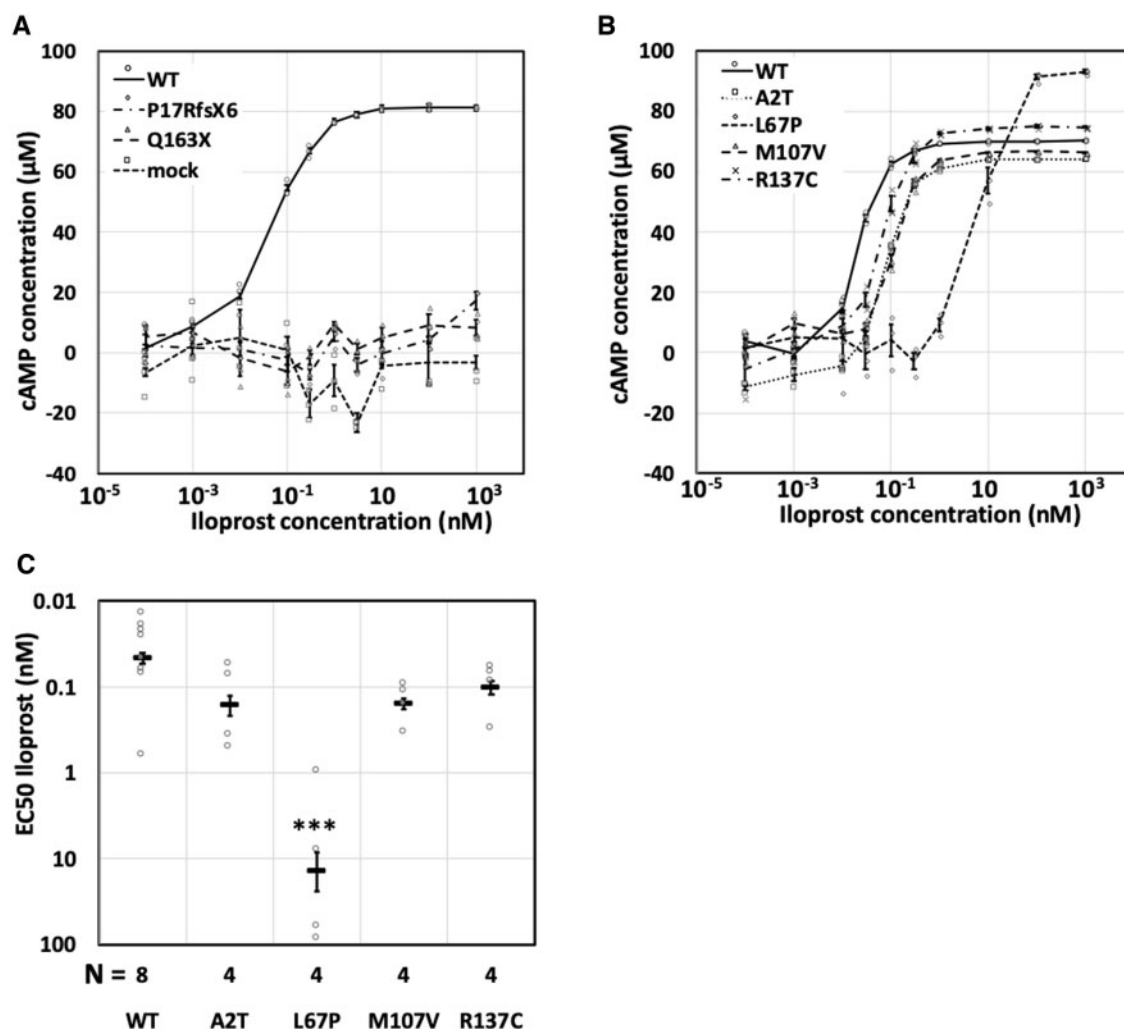 A
B
100
80
60
40
20
0
-20
-40
cAMP concentration (µM)
WT
P17RfsX6
Q163X
mock
10⁻⁵
10⁻³
10⁻¹
10
10³
Iloprost concentration (nM)
100
80
60
40
20
0
-20
-40
cAMP concentration (µM)
WT
A2T
L67P
M107V
R137C
10⁻⁵
10⁻³
10⁻¹
10
10³
Iloprost concentration (nM)
C
0.01
0.1
1
10
100
EC50 Iloprost (nM)
***
N = 8 4 4 4 4
WT A2T L67P M107V R137C